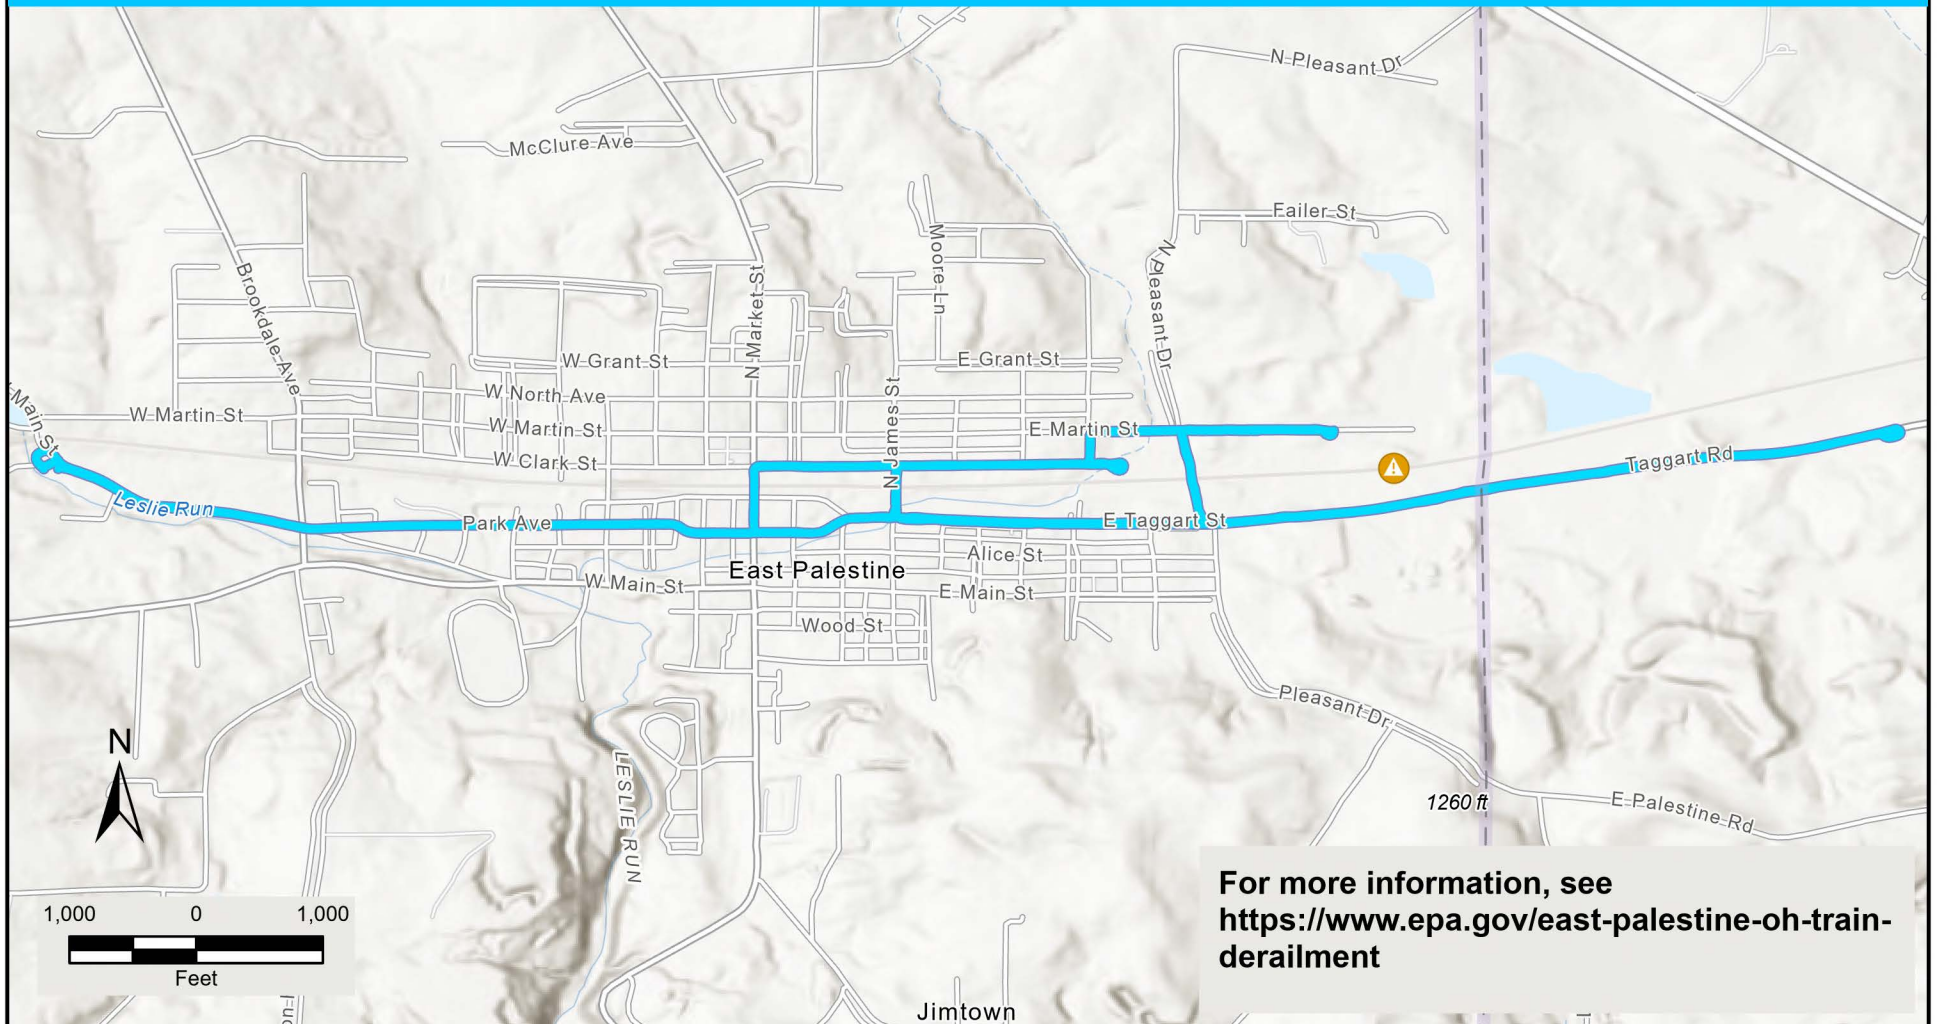 N Pleasant Dr
McClure Ave
Failer St
N Pleasant Dr
Moore Ln
Brookdale Ave
N Market St
W Grant St
E Grant St
W North Ave
N James St
Main St
W Martin St
W Martin St
E Martin St
W Clark St
Taggart Rd
Leslie Run
Park Ave
E Taggart St
Alice St
East Palestine
W Main St
E Main St
Wood St
Pleasant Dr
N
LESLIE RUN
1260 ft
E Palestine Rd
For more information, see
https://www.epa.gov/east-palestine-oh-train-
derailment
1,000 0 1,000
Feet
Jimtown